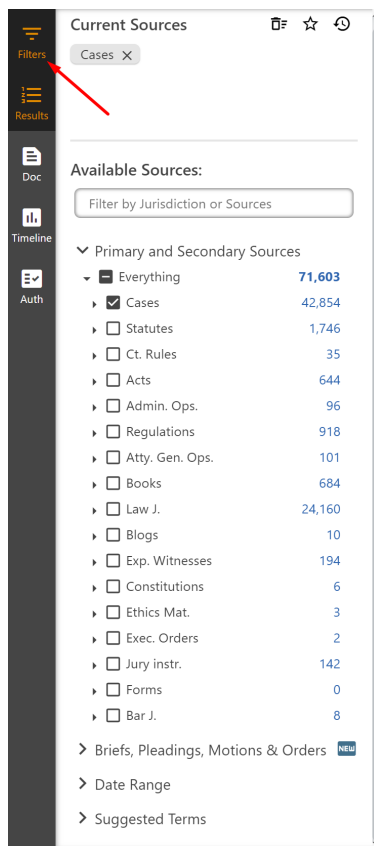 Filters
Results
Doc
Timeline
Auth
Current Sources
Cases
Available Sources:
Filter by Jurisdiction or Sources
Primary and Secondary Sources
Everything 71,603
Cases 42,854
Statutes 1,746
Ct. Rules 35
Acts 644
Admin. Ops. 96
Regulations 918
Atty. Gen. Ops. 101
Books 684
Law J. 24,160
Blogs 10
Exp. Witnesses 194
Constitutions 6
Ethics Mat. 3
Exec. Orders 2
Jury instr. 142
Forms 0
Bar J. 8
Briefs, Pleadings, Motions & Orders NEW
Date Range
Suggested Terms